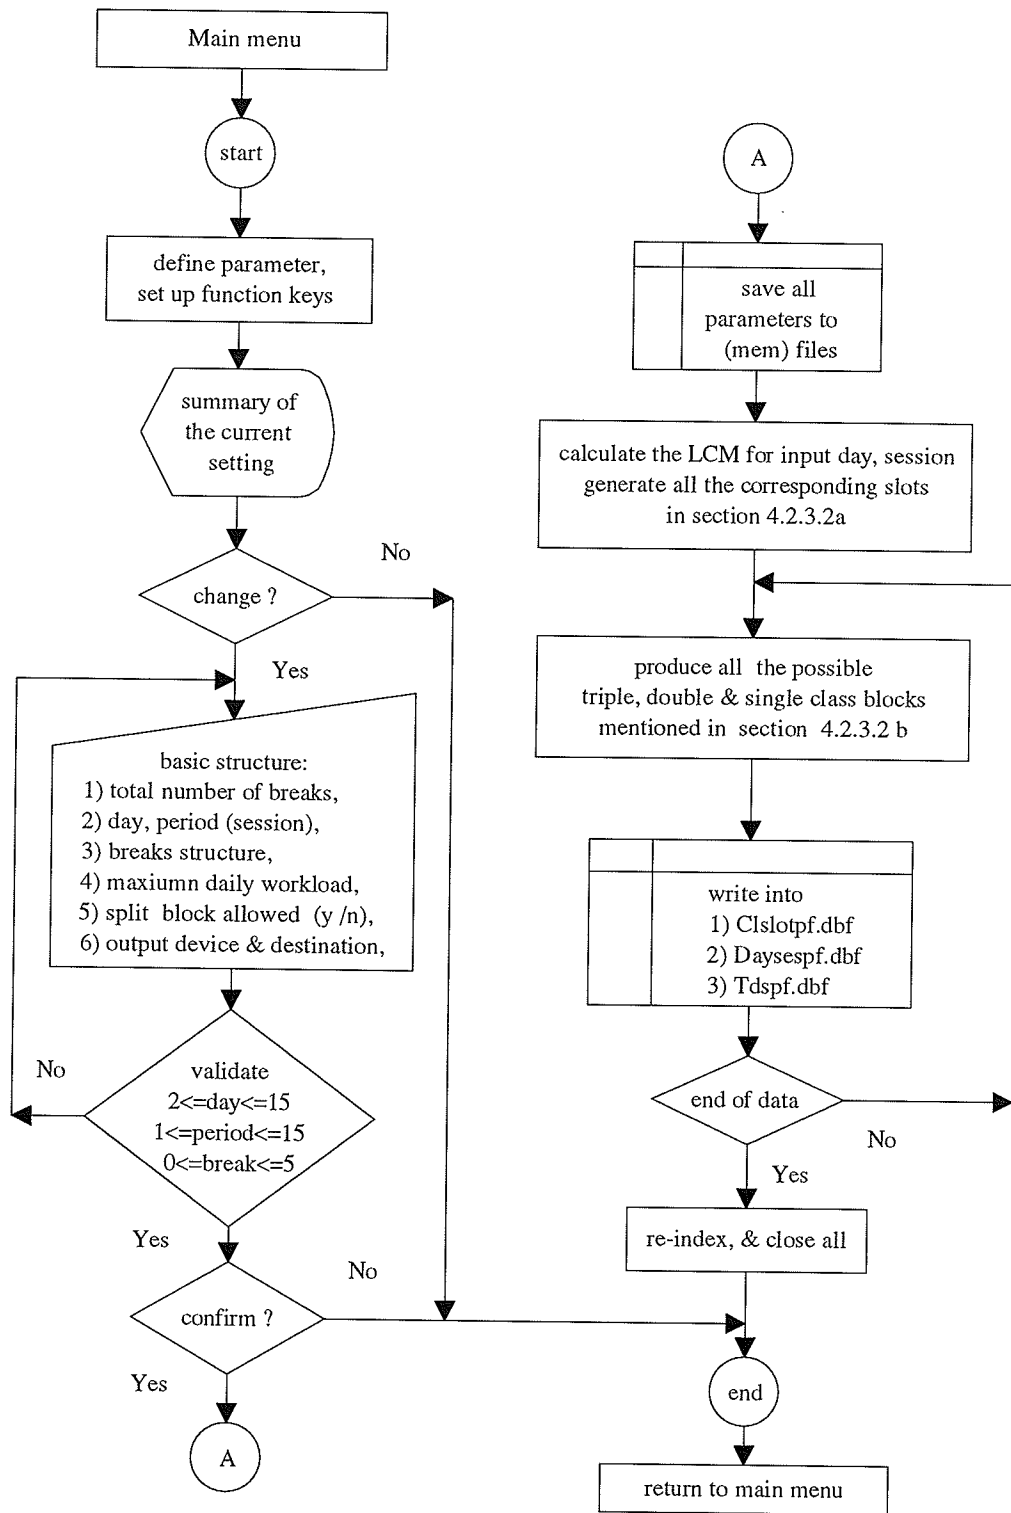 Main menu
start
define parameter,
set up function keys
summary of
the current
setting
No
change ?
Yes
basic structure:
1) total number of breaks,
2) day, period (session),
3) breaks structure,
4) maxiumn daily workload,
5) split block allowed (y /n),
6) output device & destination,
No
validate
2<=day<=15
1<=period<=15
0<=break<=5
Yes
No
confirm ?
Yes
A
A
save all
parameters to
(mem) files
calculate the LCM for input day, session
generate all the corresponding slots
in section 4.2.3.2a
produce all the possible
triple, double & single class blocks
mentioned in section 4.2.3.2 b
write into
1) Clslotpf.dbf
2) Daysespf.dbf
3) Tdspf.dbf
end of data
No
Yes
re-index, & close all
end
return to main menu